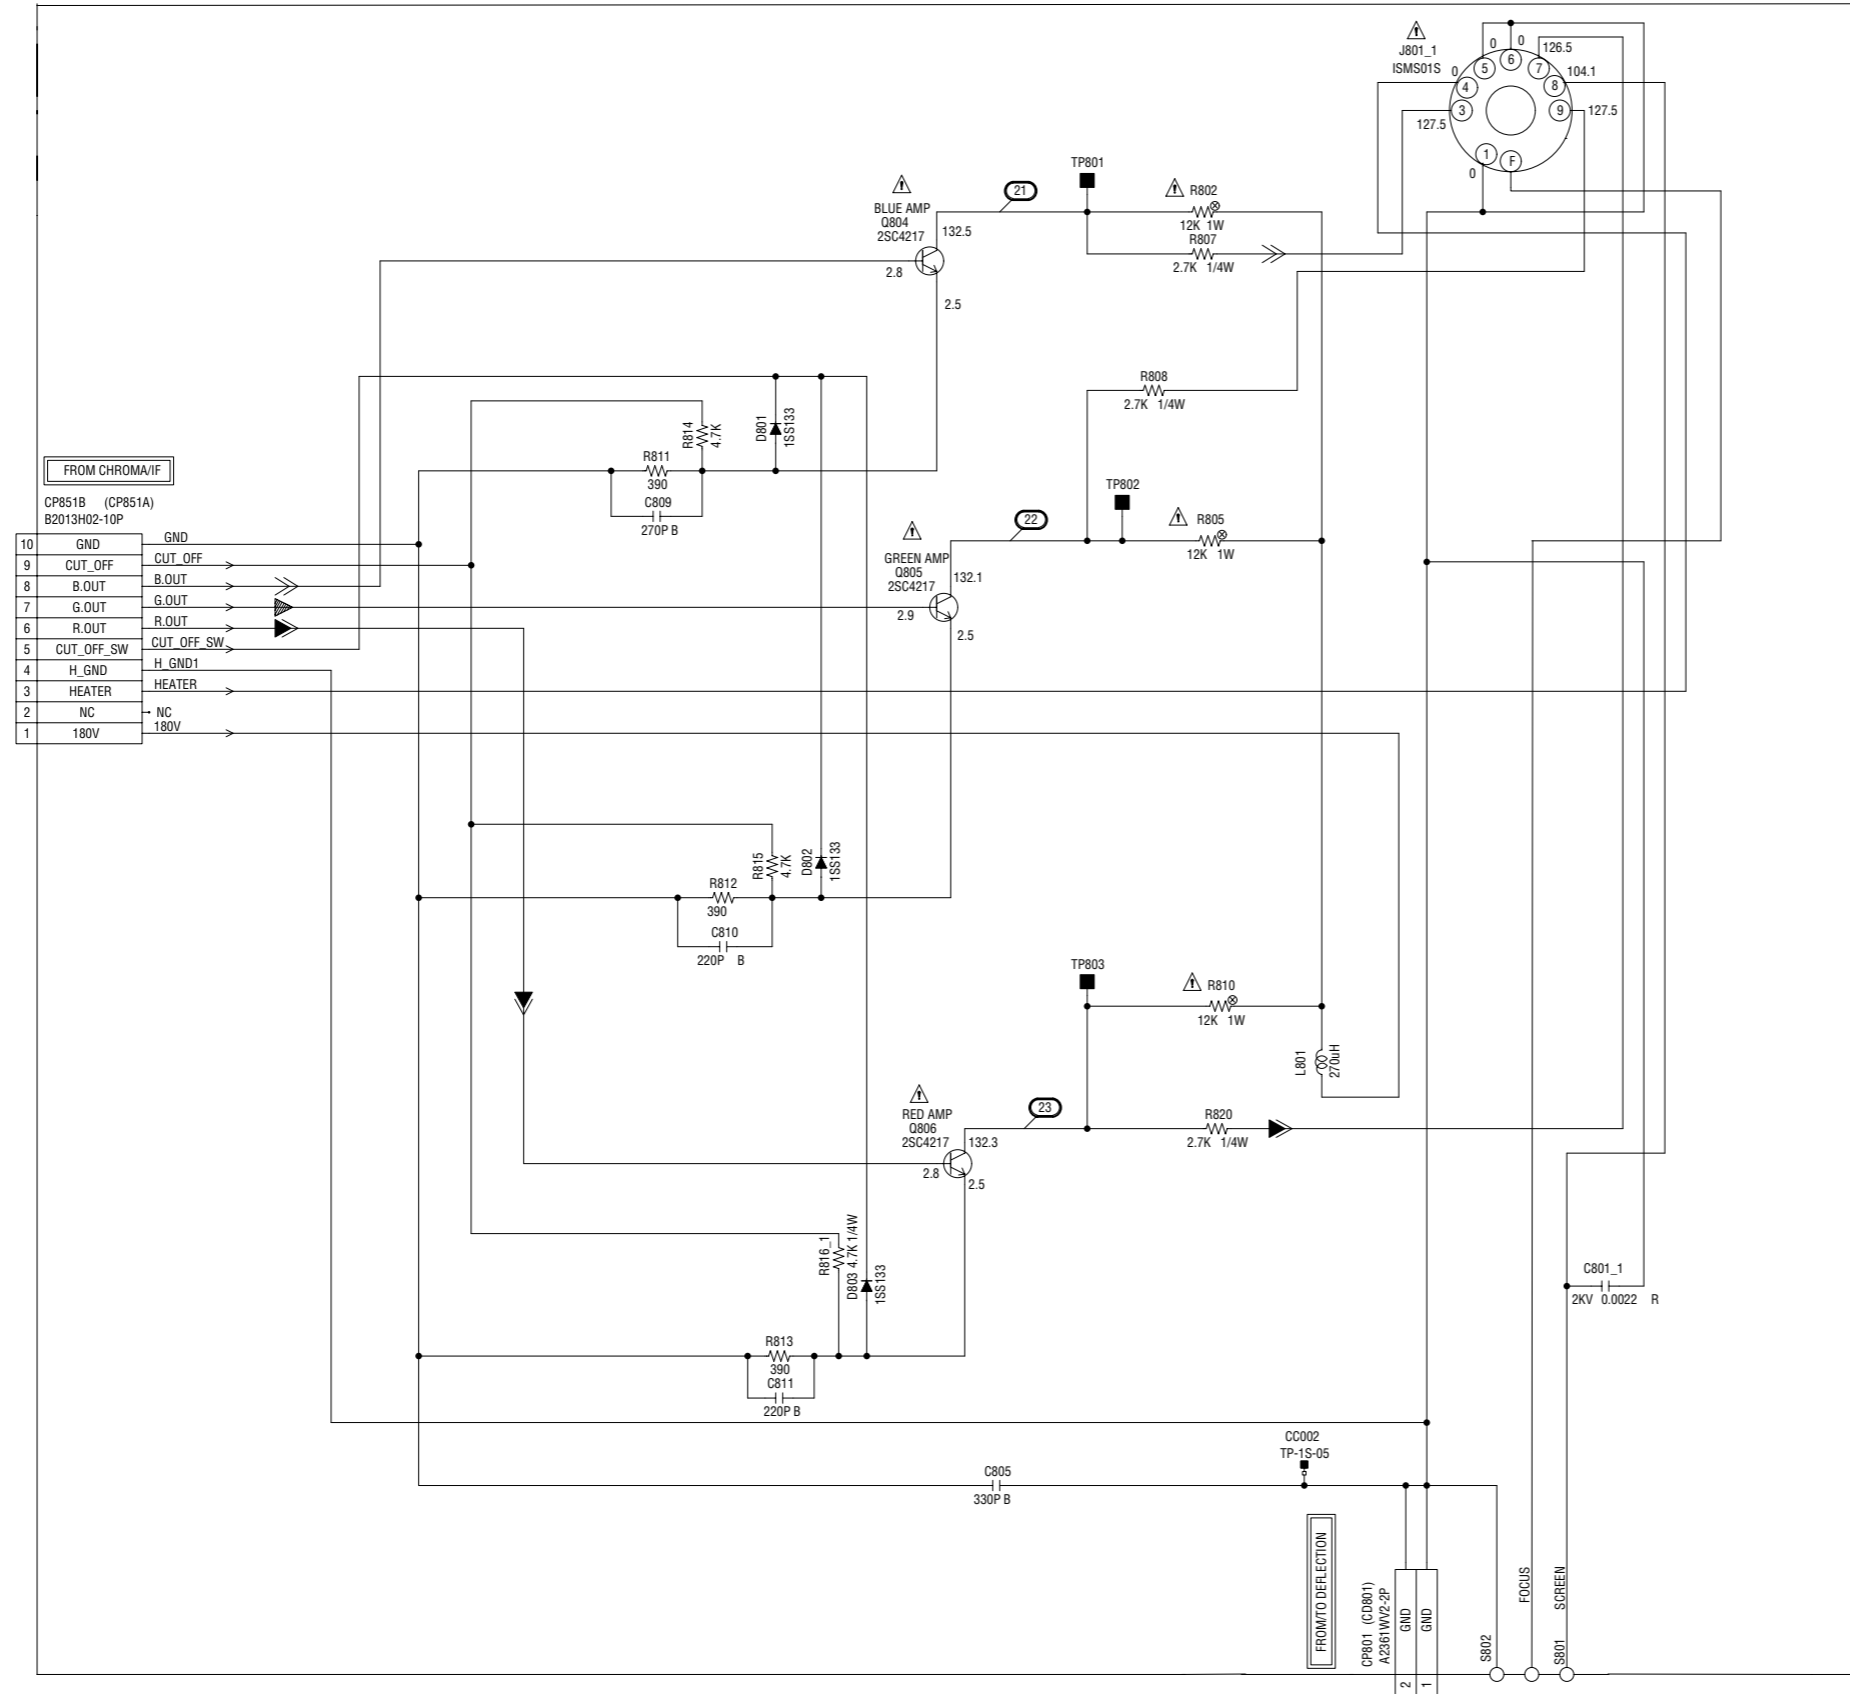 J801_1
ISMS01S
0
0
0
126.5
104.1
127.5
127.5
0
5
6
7
4
8
3
9
1
F
TP801
21
R802
12K 1W
R807
2.7K 1/4W
BLUE AMP
Q804
2SC4217
132.5
2.8
2.5
R808
2.7K 1/4W
R814
4.7K
D801
1SS133
R811
390
C809
270P B
FROM CHROMA/IF
CP851B (CP851A)
B2013H02-10P
10 GND GND
9 CUT_OFF CUT_OFF
8 B.OUT B.OUT
7 G.OUT G.OUT
6 R.OUT R.OUT
5 CUT_OFF_SW CUT_OFF_SW
4 H_GND H_GND1
3 HEATER HEATER
2 NC NC
1 180V 180V
TP802
22
R805
12K 1W
GREEN AMP
Q805
2SC4217
132.1
2.9
2.5
R815
4.7K
D802
1SS133
R812
390
C810
220P B
TP803
R810
12K 1W
L801
270uH
RED AMP
Q806
2SC4217
132.3
2.8
2.5
23
R820
2.7K 1/4W
R816_1
4.7K 1/4W
D803
1SS133
R813
390
C811
220P B
C801_1
2KV 0.0022 R
CC002
TP-1S-05
C805
330P B
FROM/TO DEFLECTION
CP801 (CD801)
A2361WV2-2P
2 GND
1 GND
S802
FOCUS
S801 SCREEN